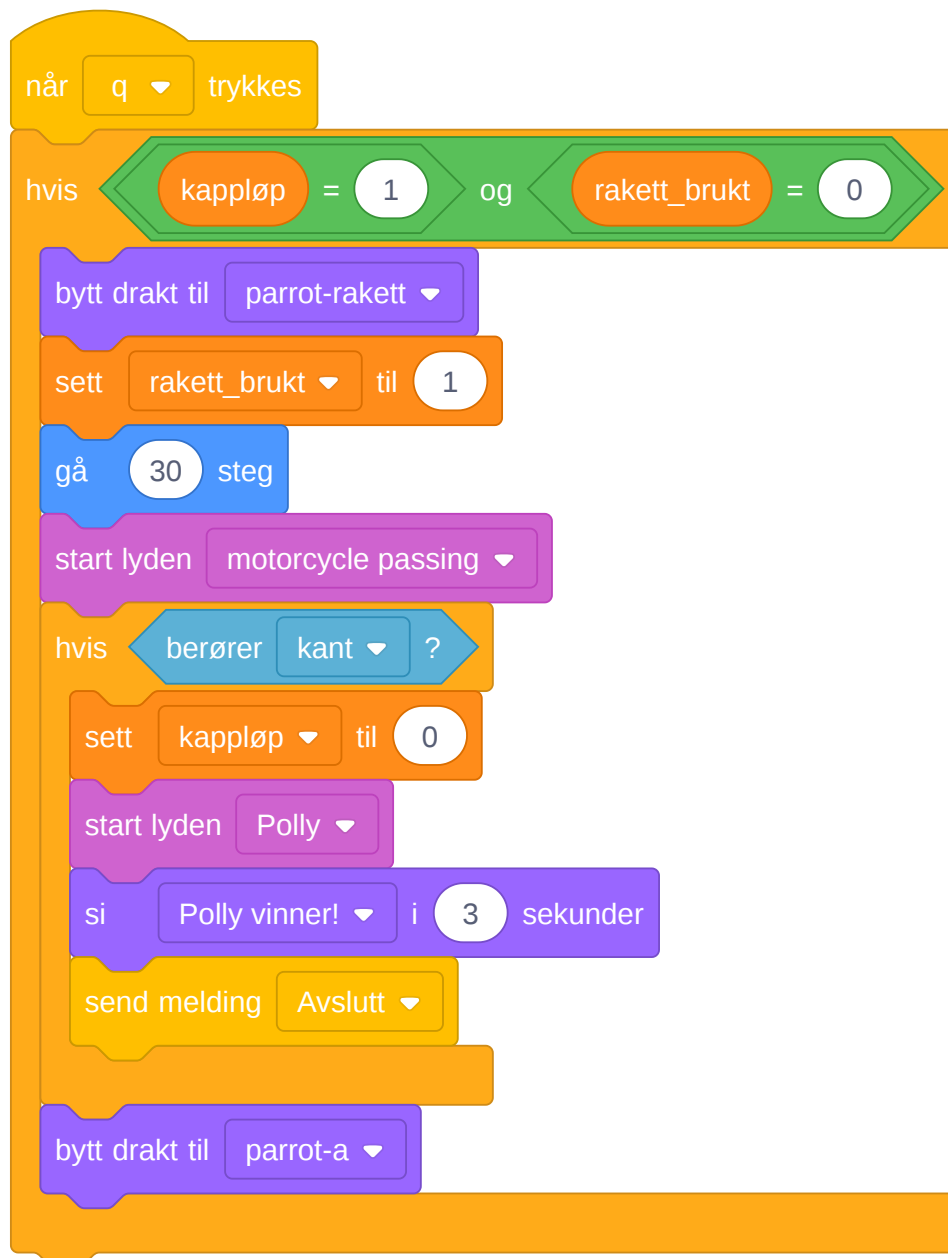 når q trykkes
hvis kappløp = 1 og rakett_brukt = 0
bytt drakt til parrot-rakett
sett rakett_brukt til 1
gå 30 steg
start lyden motorcycle passing
hvis berører kant ?
sett kappløp til 0
start lyden Polly
si Polly vinner! i 3 sekunder
send melding Avslutt
bytt drakt til parrot-a